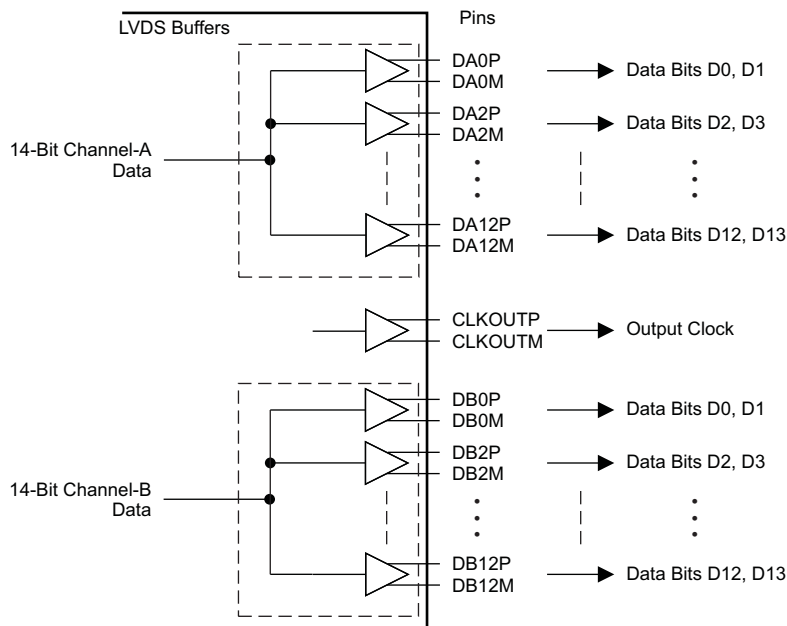 LVDS Buffers
Pins
DA0P
DA0M
Data Bits D0, D1
DA2P
DA2M
Data Bits D2, D3
14-Bit Channel-A
Data
DA12P
DA12M
Data Bits D12, D13
CLKOUTP
CLKOUTM
Output Clock
DB0P
DB0M
Data Bits D0, D1
DB2P
DB2M
Data Bits D2, D3
14-Bit Channel-B
Data
DB12P
DB12M
Data Bits D12, D13